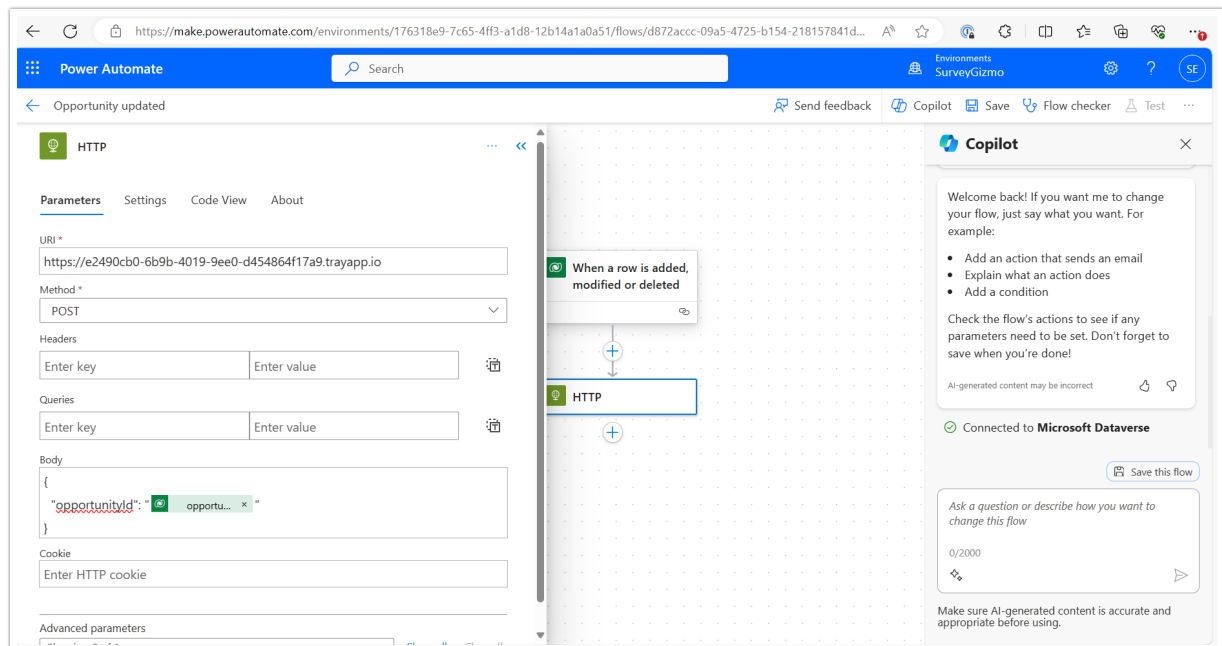 https://make.powerautomate.com/environments/176318e9-7c65-4ff3-a1d8-12b14a1a0a51/flows/d872accc-09a5-4725-b154-218157841d...
Power Automate
Search
Environments
SurveyGizmo
?
SE
Opportunity updated
Send feedback
Copilot
Save
Flow checker
Test
HTTP
Parameters
Settings
Code View
About
URI *
https://e2490cb0-6b9b-4019-9ee0-d454864f17a9.trayapp.io
Method *
POST
Headers
Enter key
Enter value
Queries
Enter key
Enter value
Body
{
"opportunityId": " opportu... × "
}
Cookie
Enter HTTP cookie
Advanced parameters
When a row is added,
modified or deleted
HTTP
Copilot
Welcome back! If you want me to change
your flow, just say what you want. For
example:
• Add an action that sends an email
• Explain what an action does
• Add a condition
Check the flow's actions to see if any
parameters need to be set. Don't forget to
save when you're done!
AI-generated content may be incorrect
Connected to Microsoft Dataverse
Save this flow
Ask a question or describe how you want to
change this flow
0/2000
Make sure AI-generated content is accurate and
appropriate before using.